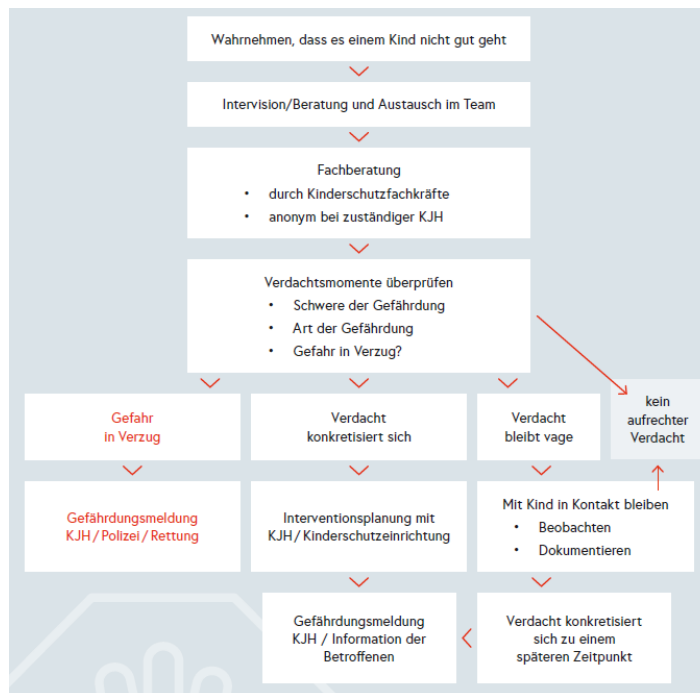 Wahrnehmen, dass es einem Kind nicht gut geht
Intervision/Beratung und Austausch im Team
Fachberatung
• durch Kinderschutzfachkräfte
• anonym bei zuständiger KJH
Verdachtsmomente überprüfen
• Schwere der Gefährdung
• Art der Gefährdung
• Gefahr in Verzug?
Gefahr
in Verzug
Verdacht
konkretisiert sich
Verdacht
bleibt vage
kein
aufrechter
Verdacht
Gefährdungsmeldung
KJH / Polizei / Rettung
Interventionsplanung mit
KJH / Kinderschutzeinrichtung
Mit Kind in Kontakt bleiben
• Beobachten
• Dokumentieren
Gefährdungsmeldung
KJH / Information der
Betroffenen
Verdacht konkretisiert
sich zu einem
späteren Zeitpunkt